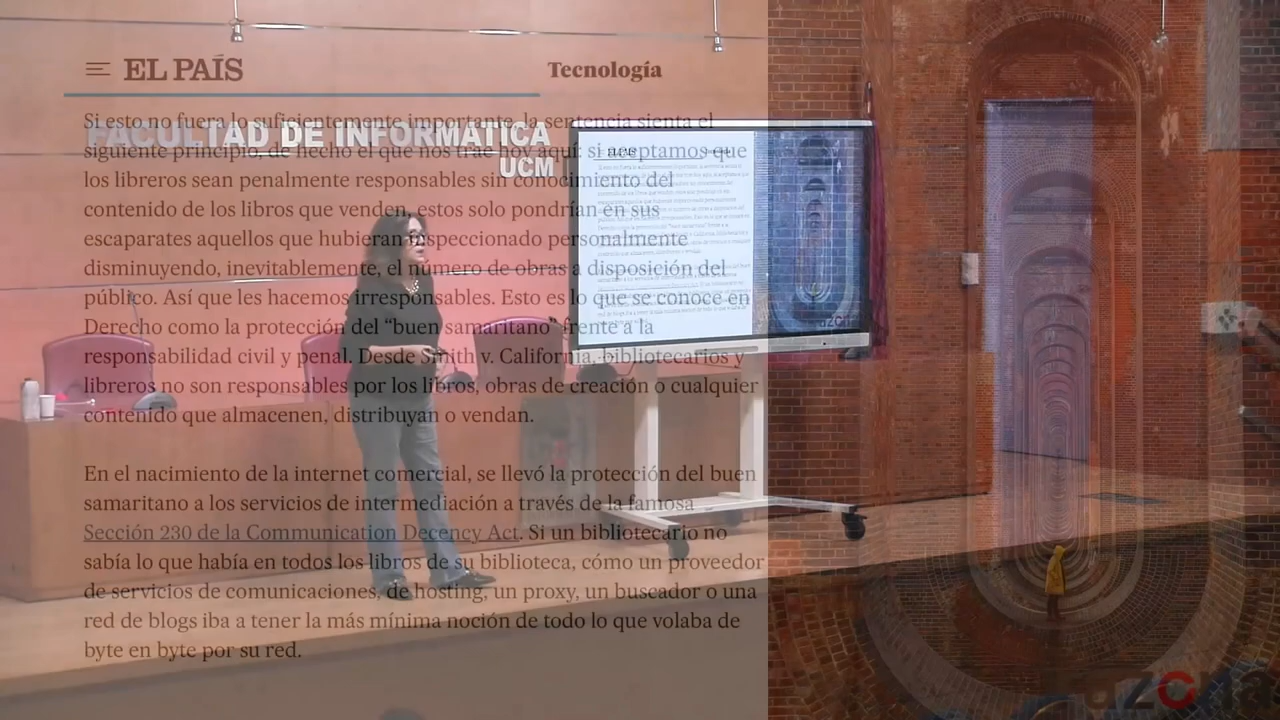 EL PAÍS
Tecnología
Si esto no fuera lo suficientemente importante, la sentencia sienta el
siguiente principio, de hecho el que nos trae hoy aquí: si aceptamos que
los libreros sean penalmente responsables sin conocimiento del
contenido de los libros que venden, estos solo pondrían en sus
escaparates aquellos que hubieran inspeccionado personalmente
disminuyendo, inevitablemente, el número de obras a disposición del
público. Así que les hacemos irresponsables. Esto es lo que se conoce en
Derecho como la protección del “buen samaritano” frente a la
responsabilidad civil y penal. Desde Smith v. California, bibliotecarios y
libreros no son responsables por los libros, obras de creación o cualquier
contenido que almacenen, distribuyan o vendan.
En el nacimiento de la internet comercial, se llevó la protección del buen
samaritano a los servicios de intermediación a través de la famosa
Sección 230 de la Communication Decency Act. Si un bibliotecario no
sabía lo que había en todos los libros de su biblioteca, cómo un proveedor
de servicios de comunicaciones, de hosting, un proxy, un buscador o una
red de blogs iba a tener la más mínima noción de todo lo que volaba de
byte en byte por su red.
FACULTAD DE INFORMÁTICA
UCM